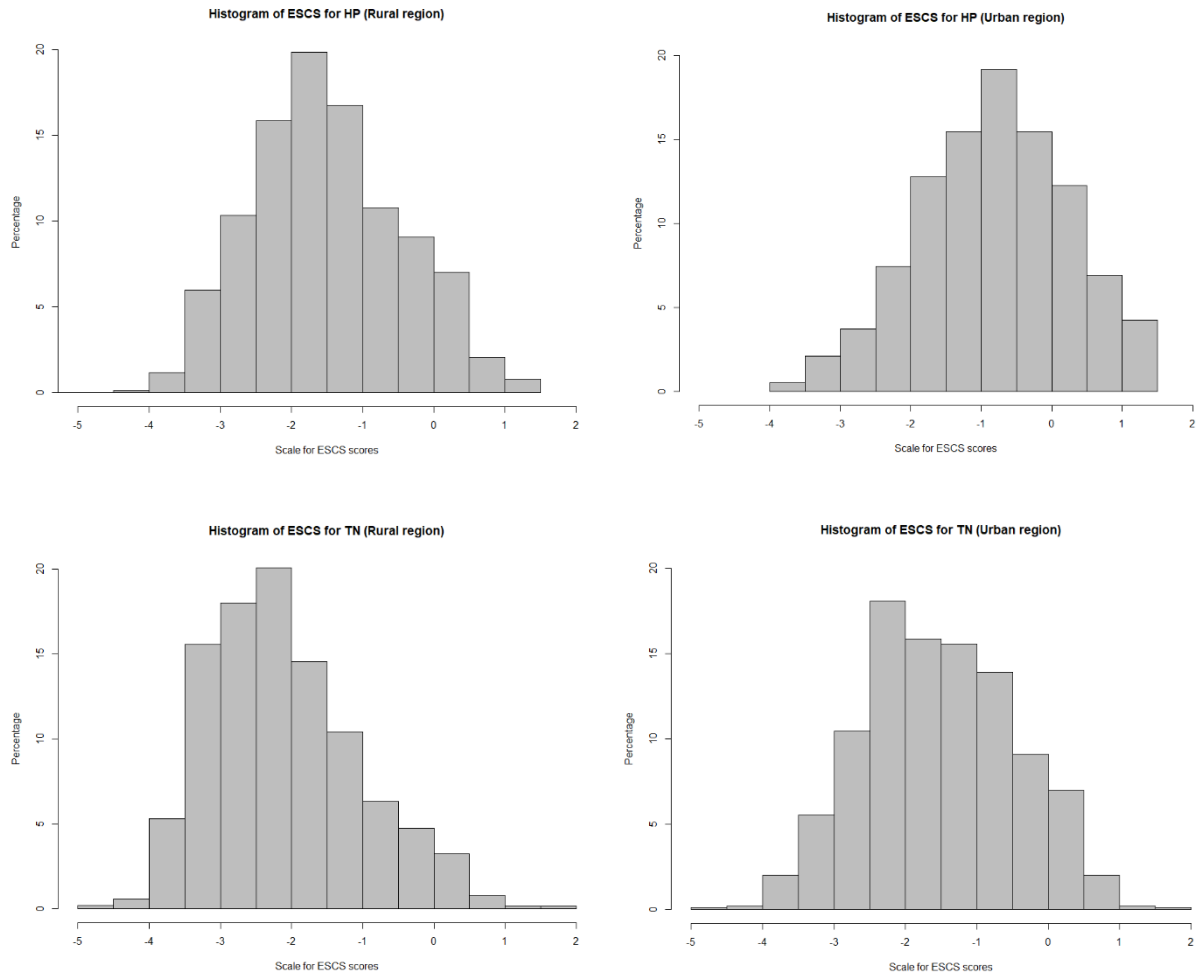 Histogram of ESCS for HP (Rural region)
Percentage
20
15
10
5
0
-5 -4 -3 -2 -1 0 1 2
Scale for ESCS scores
Histogram of ESCS for HP (Urban region)
Percentage
20
15
10
5
0
-5 -4 -3 -2 -1 0 1 2
Scale for ESCS scores
Histogram of ESCS for TN (Rural region)
Percentage
20
15
10
5
0
-5 -4 -3 -2 -1 0 1 2
Scale for ESCS scores
Histogram of ESCS for TN (Urban region)
Percentage
20
15
10
5
0
-5 -4 -3 -2 -1 0 1 2
Scale for ESCS scores